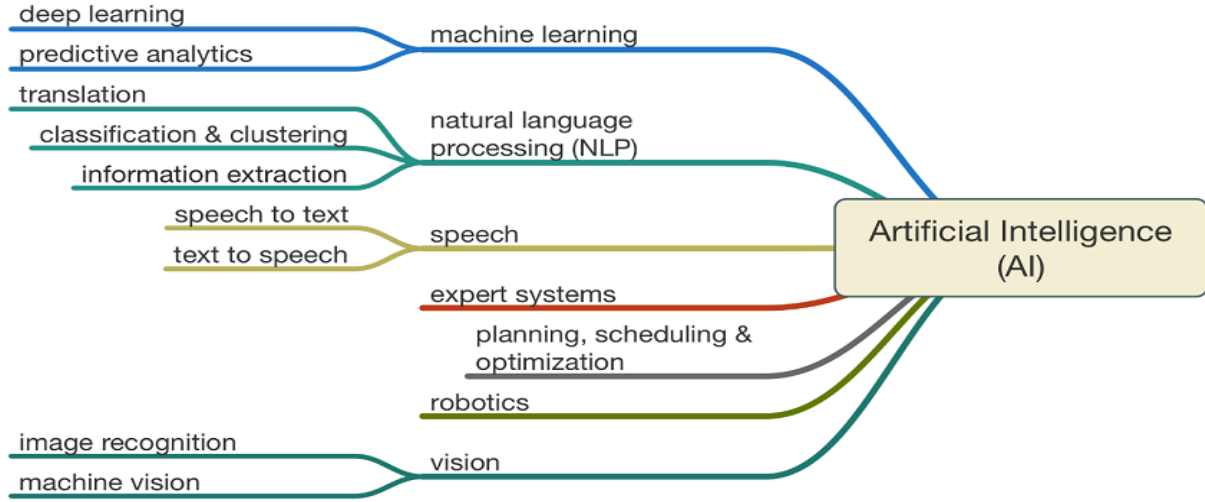 deep learning
predictive analytics
machine learning
translation
classification & clustering
information extraction
natural language
processing (NLP)
speech to text
text to speech
speech
expert systems
planning, scheduling &
optimization
robotics
image recognition
machine vision
vision
Artificial Intelligence
(AI)